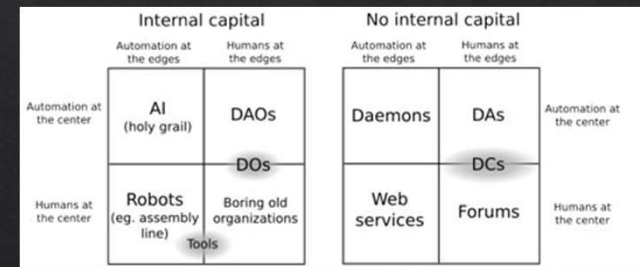 Internal capital
No internal capital
Automation at
the edges
Humans at
the edges
Automation at
the edges
Humans at
the edges
Automation at
the center
AI
(holy grail)
DAOs
Daemons
DAs
Automation at
the center
DOs
DCs
Humans at
the center
Robots
(eg. assembly
line)
Boring old
organizations
Tools
Web
services
Forums
Humans at
the center